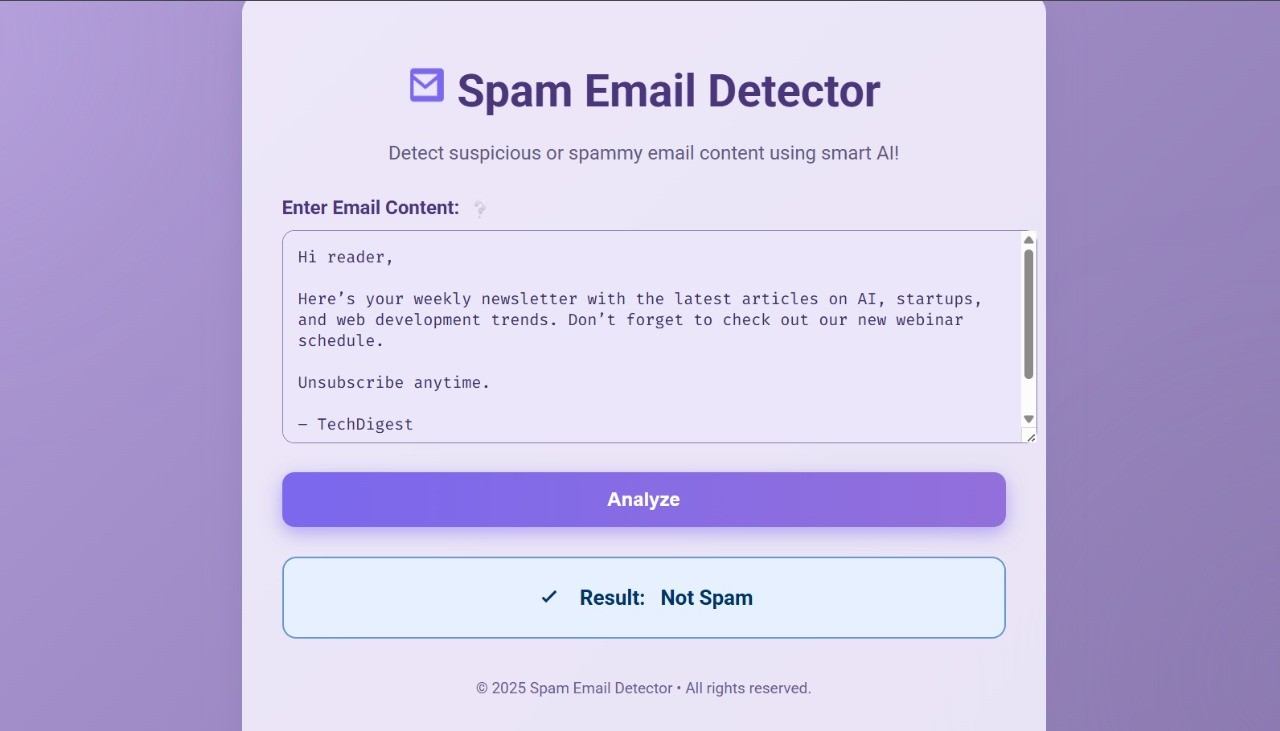 Spam Email Detector
Detect suspicious or spammy email content using smart AI!
Enter Email Content: ❔
Hi reader,
Here’s your weekly newsletter with the latest articles on AI, startups,
and web development trends. Don’t forget to check out our new webinar
schedule.
Unsubscribe anytime.
– TechDigest
Analyze
✓ Result: Not Spam
© 2025 Spam Email Detector • All rights reserved.